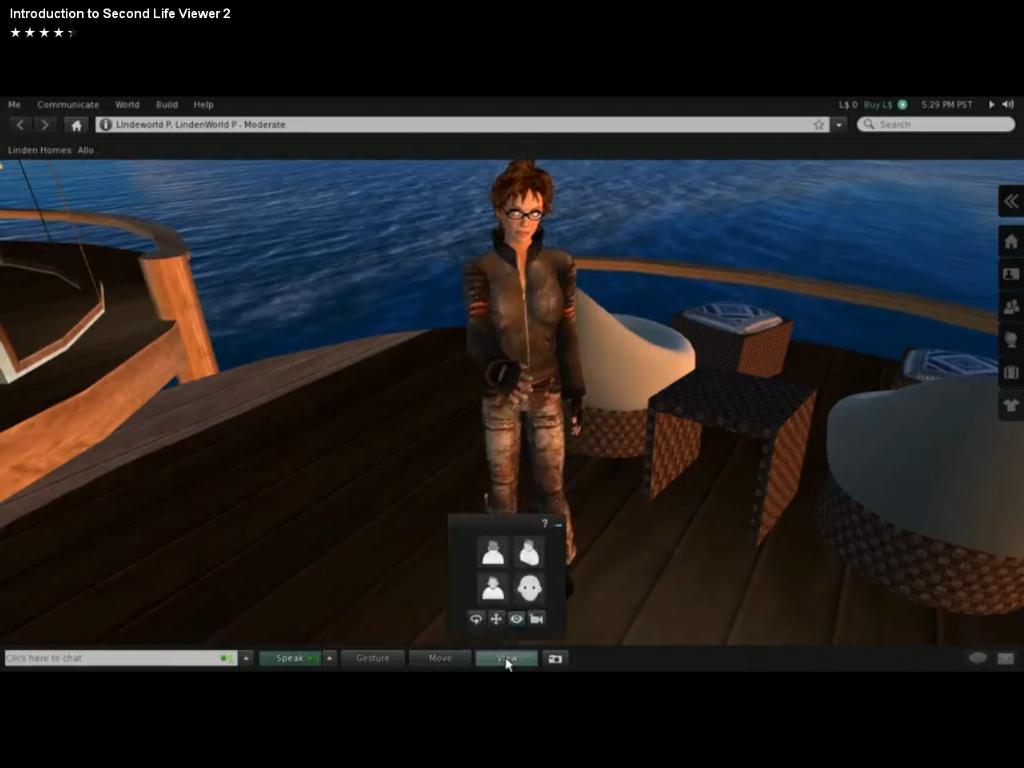 Introduction to Second Life Viewer 2
Me Communicate World Build Help L$ 0 Buy L$ 5:29 PM PST
Lindeworld P, LindenWorld P - Moderate Search
Linden Homes: Allo...
?
Click here to chat Speak Gesture Move View